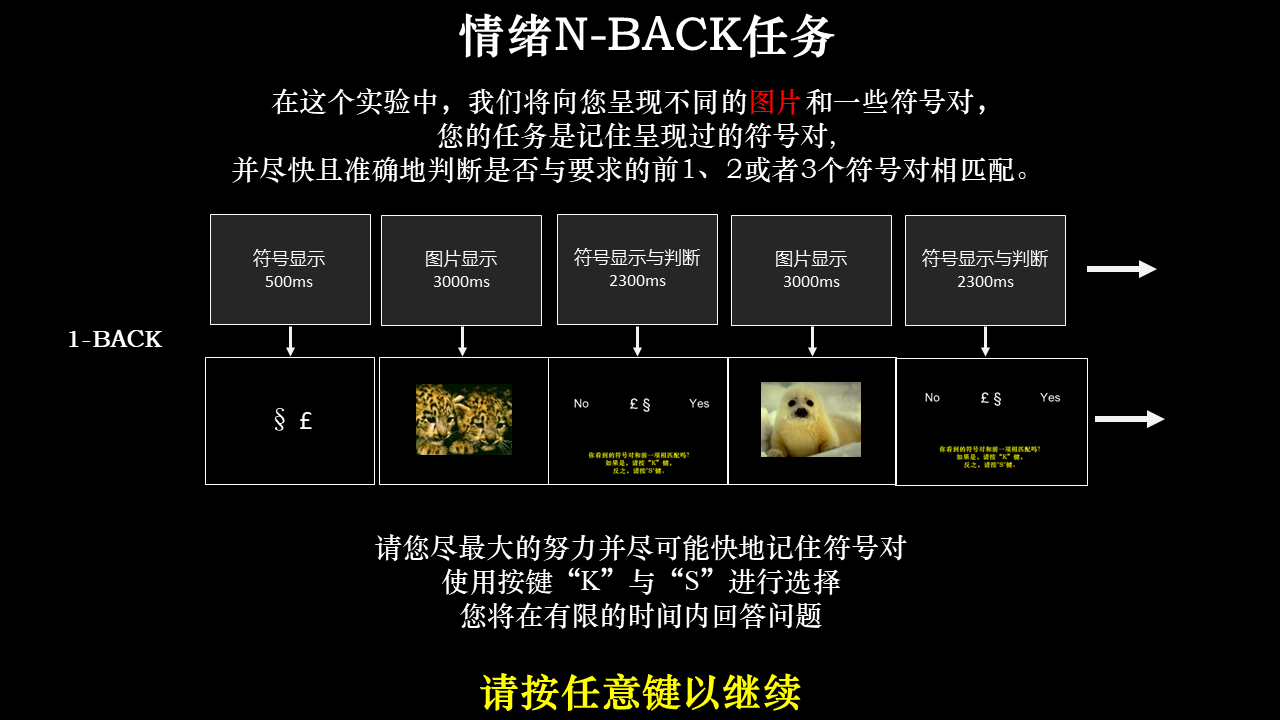 情绪N-BACK任务
在这个实验中，我们将向您呈现不同的图片和一些符号对，
您的任务是记住呈现过的符号对，
并尽快且准确地判断是否与要求的前1、2或者3个符号对相匹配。
符号显示
500ms
图片显示
3000ms
符号显示与判断
2300ms
图片显示
3000ms
符号显示与判断
2300ms
1-BACK
§ £
No £ § Yes
你看到的符号对和前一项相匹配吗?
如果是，请按“K”键，
反之，请按"S"键。
No £ § Yes
你看到的符号对和前一项相匹配吗?
如果是，请按“K”键，
反之，请按"S"键。
请您尽最大的努力并尽可能快地记住符号对
使用按键“K”与“S”进行选择
您将在有限的时间内回答问题
请按任意键以继续